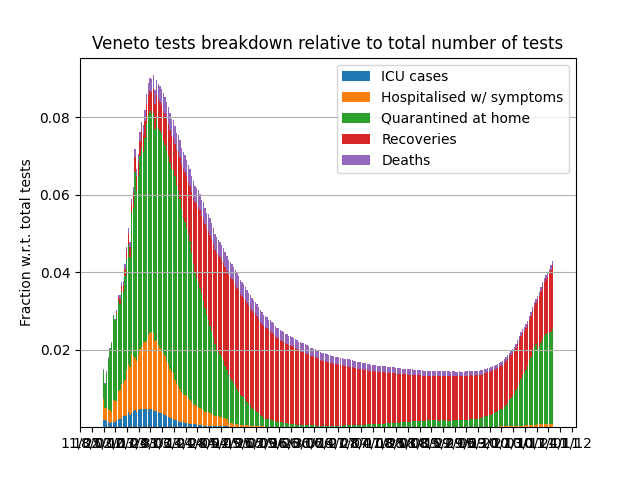 Veneto tests breakdown relative to total number of tests
ICU cases
Hospitalised w/ symptoms
Quarantined at home
Recoveries
Deaths
Fraction w.r.t. total tests
0.08
0.06
0.04
0.02